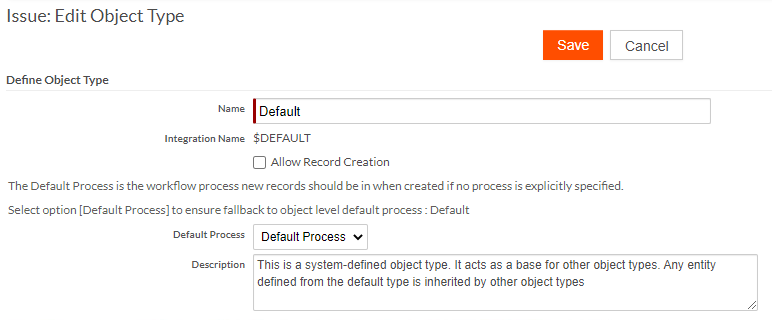 Issue: Edit Object Type
Save Cancel
Define Object Type
Name Default
Integration Name $DEFAULT
Allow Record Creation
The Default Process is the workflow process new records should be in when created if no process is explicitly specified.
Select option [Default Process] to ensure fallback to object level default process : Default
Default Process Default Process
Description This is a system-defined object type. It acts as a base for other object types. Any entity
defined from the default type is inherited by other object types